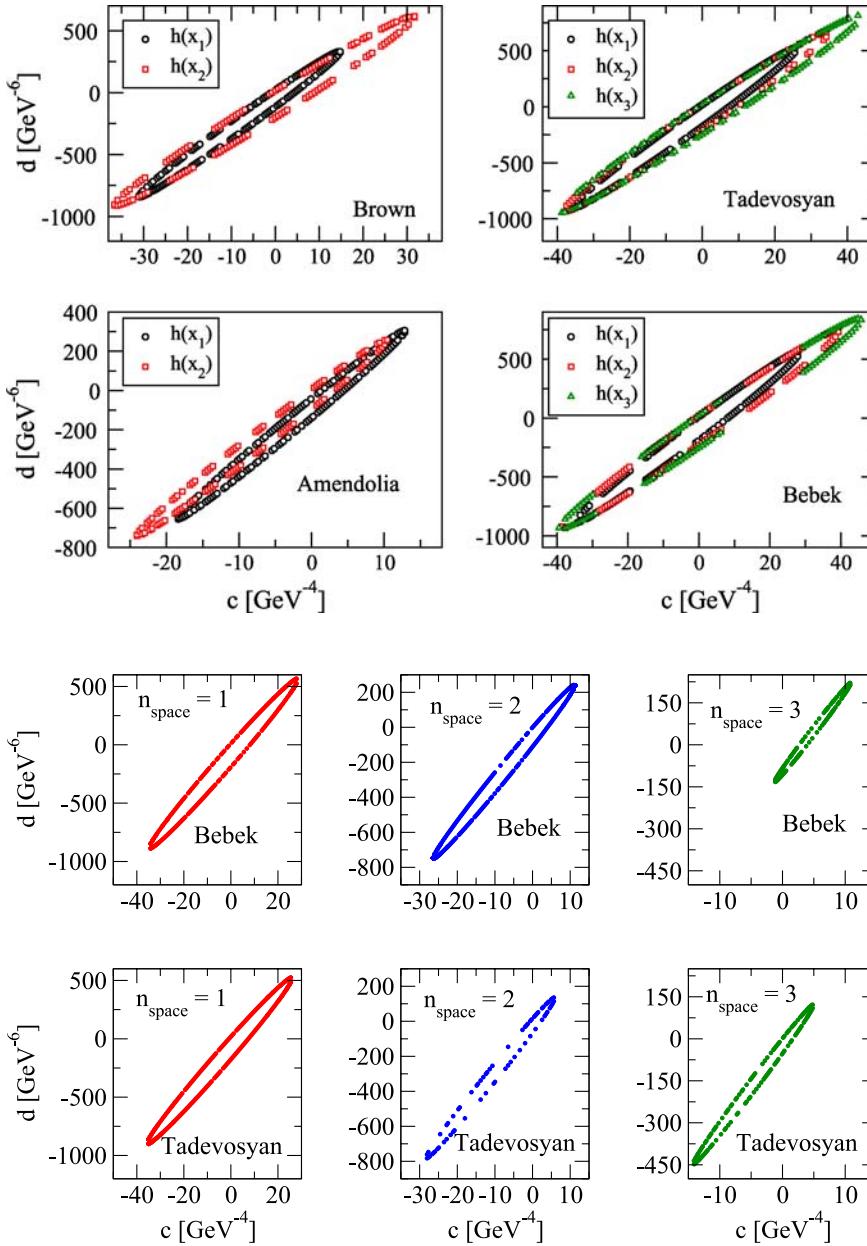 500
0
-500
-1000
d [GeV⁻⁶]
h(x₁)
h(x₂)
Brown
-30 -20 -10 0 10 20 30
500
0
-500
-1000
h(x₁)
h(x₂)
h(x₃)
Tadevosyan
-40 -20 0 20 40
400
200
0
-200
-400
-600
-800
d [GeV⁻⁶]
h(x₁)
h(x₂)
Amendolia
-20 -10 0 10
c [GeV⁻⁴]
500
0
-500
-1000
h(x₁)
h(x₂)
h(x₃)
Bebek
-40 -20 0 20 40
c [GeV⁻⁴]
500
0
-500
-1000
d [GeV⁻⁶]
n_space = 1
Bebek
-40 -20 0 20
200
0
-200
-400
-600
-800
n_space = 2
Bebek
-30 -20 -10 0 10
150
0
-150
-300
-450
n_space = 3
Bebek
-10 0 10
500
0
-500
-1000
d [GeV⁻⁶]
n_space = 1
Tadevosyan
-40 -20 0 20
c [GeV⁻⁴]
200
0
-200
-400
-600
-800
n_space = 2
Tadevosyan
-30 -20 -10 0 10
c [GeV⁻⁴]
150
0
-150
-300
-450
n_space = 3
Tadevosyan
-10 0 10
c [GeV⁻⁴]